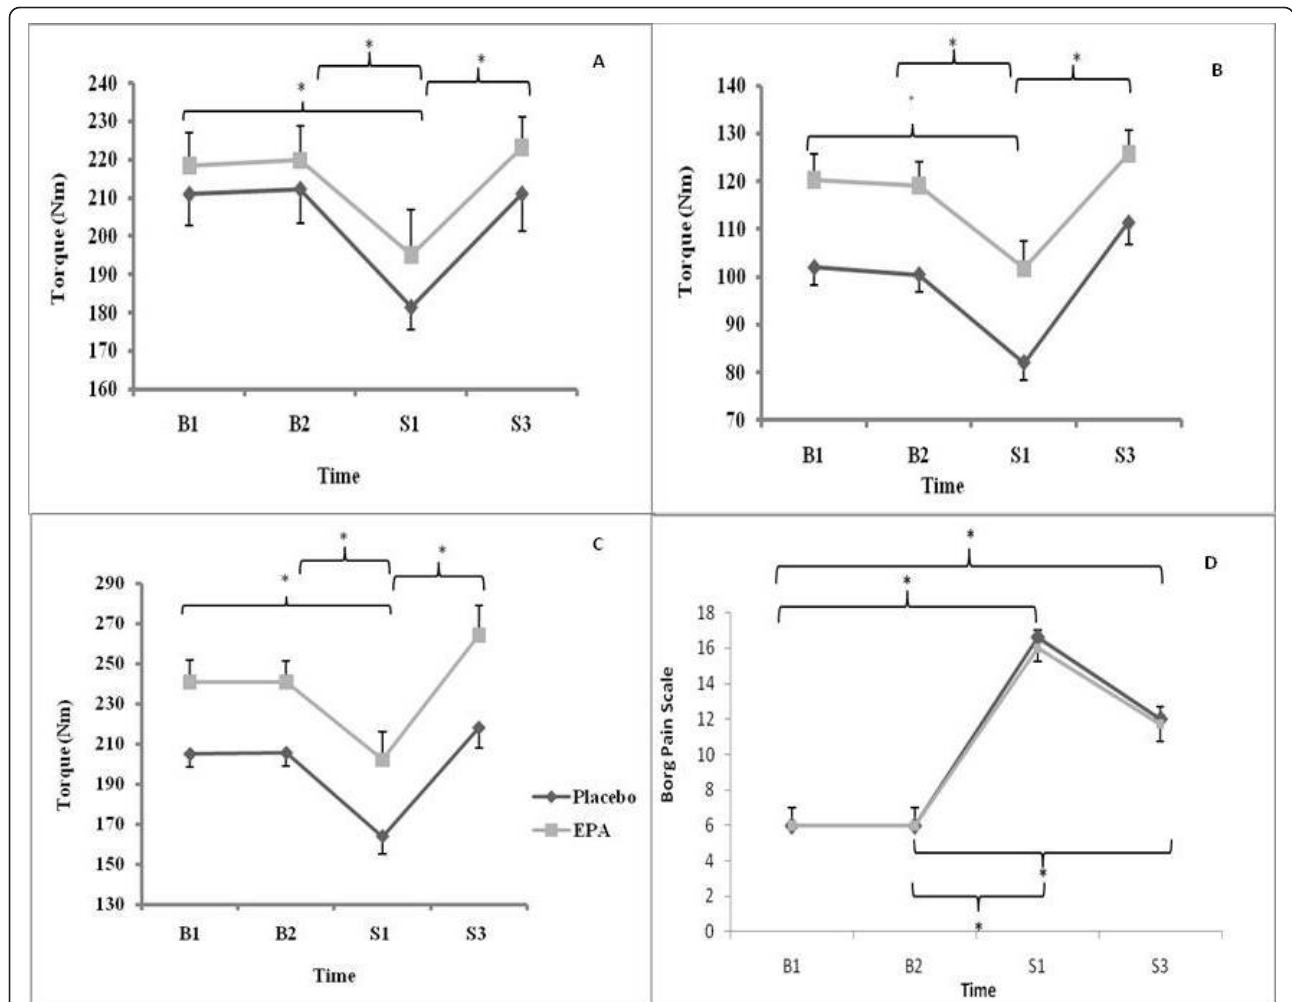 A
*
*
*
240
230
220
210
200
190
180
170
160
Torque (Nm)
B1 B2 S1 S3
Time
B
*
*
*
140
130
120
110
100
90
80
70
Torque (Nm)
B1 B2 S1 S3
Time
C
*
*
*
290
270
250
230
210
190
170
150
130
Torque (Nm)
Placebo
EPA
B1 B2 S1 S3
Time
D
*
*
18
16
14
12
10
8
6
4
2
0
Borg Pain Scale
*
*
B1 B2 S1 S3
Time